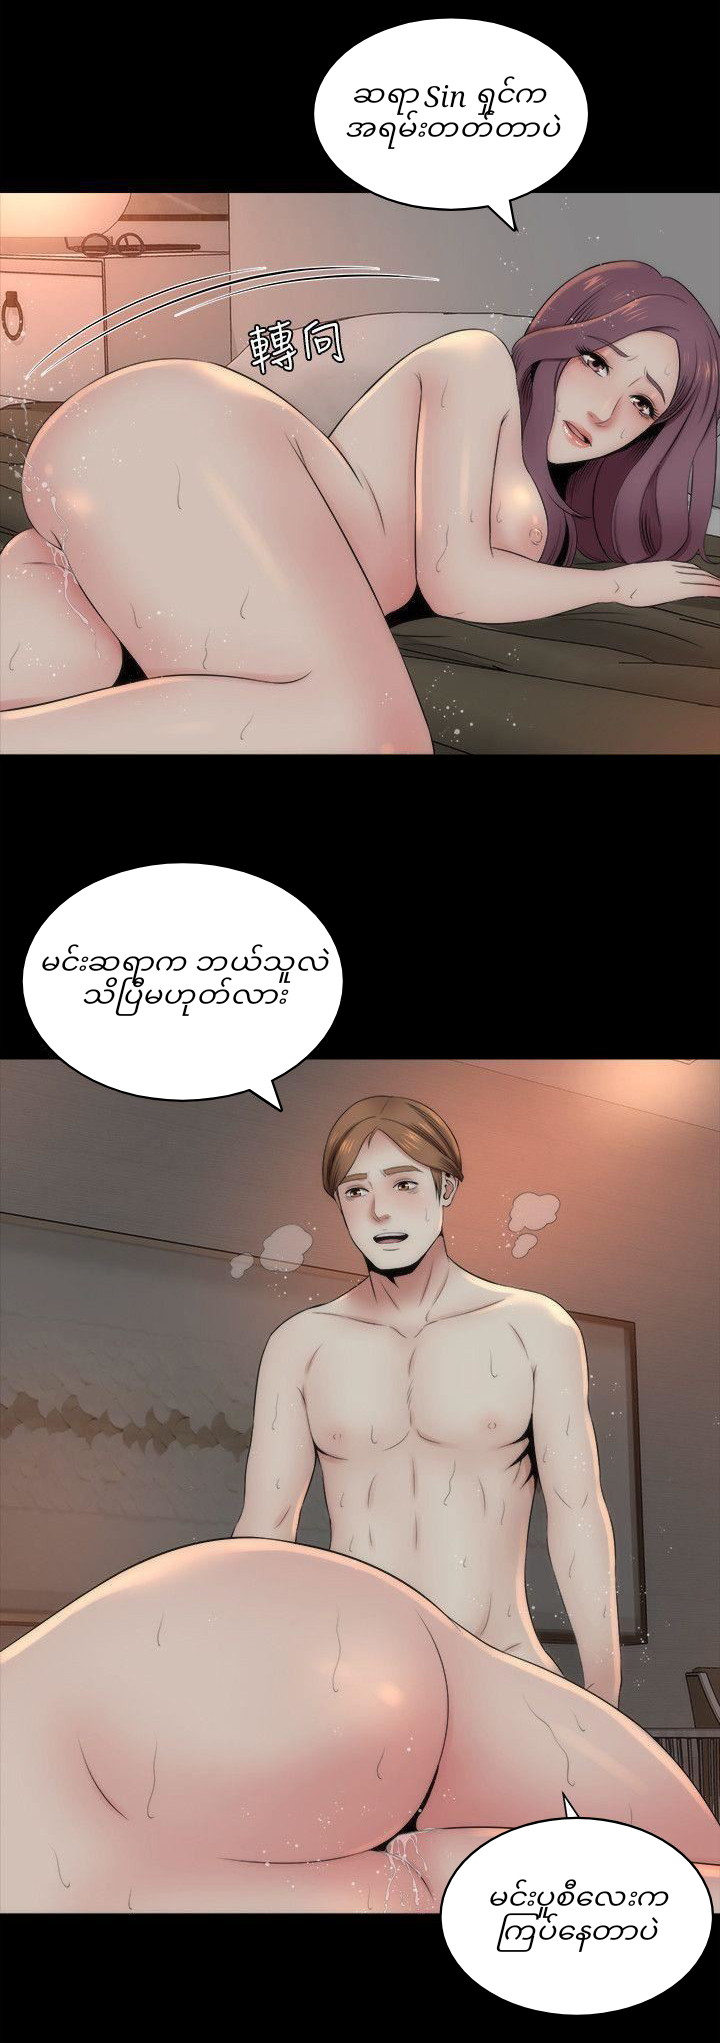 ဆရာ Sin ရှင်က
အရမ်းတတ်တာပဲ
轉向
မင်းဆရာက ဘယ်သူလဲ
သိပြီမဟုတ်လား
မင်းပူစီလေးက
ကြပ်နေတာပဲ